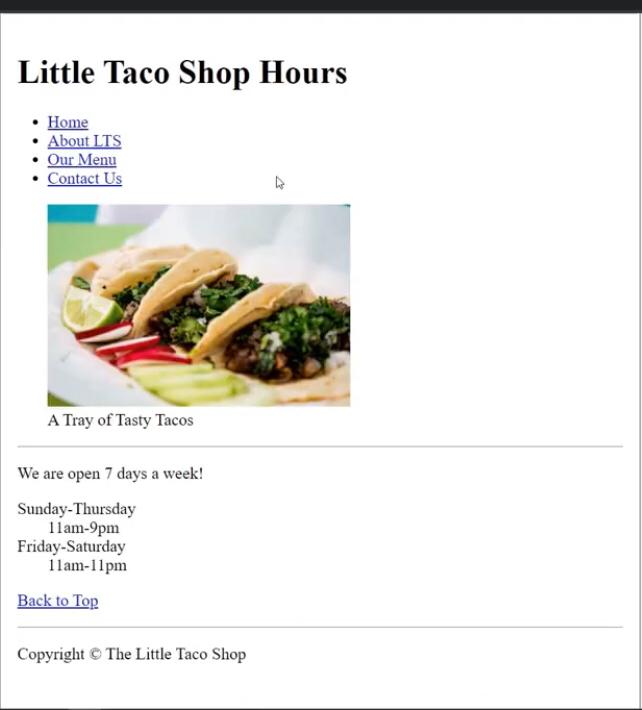 Little Taco Shop Hours
Home
About LTS
Our Menu
Contact Us
A Tray of Tasty Tacos
We are open 7 days a week!
Sunday-Thursday
11am-9pm
Friday-Saturday
11am-11pm
Back to Top
Copyright © The Little Taco Shop